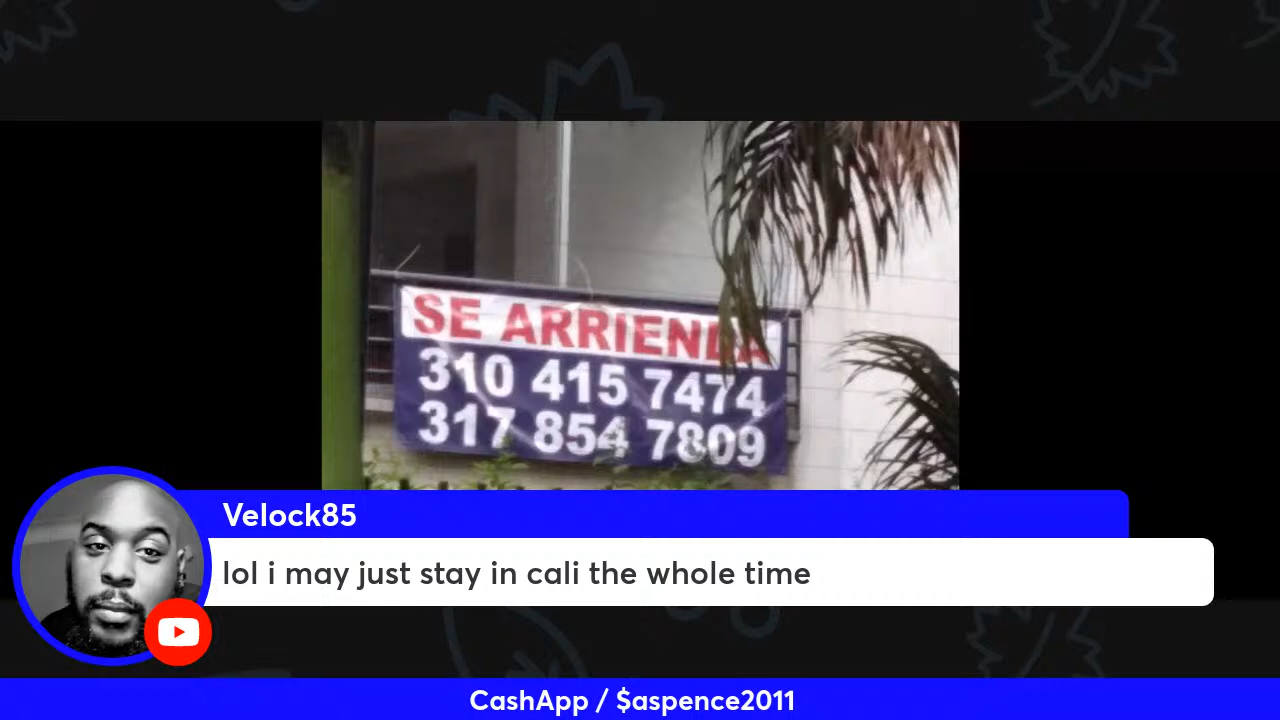 SE ARRIENDA
310 415 7474
317 854 7809
Velock85
lol i may just stay in cali the whole time
CashApp / $aspence2011